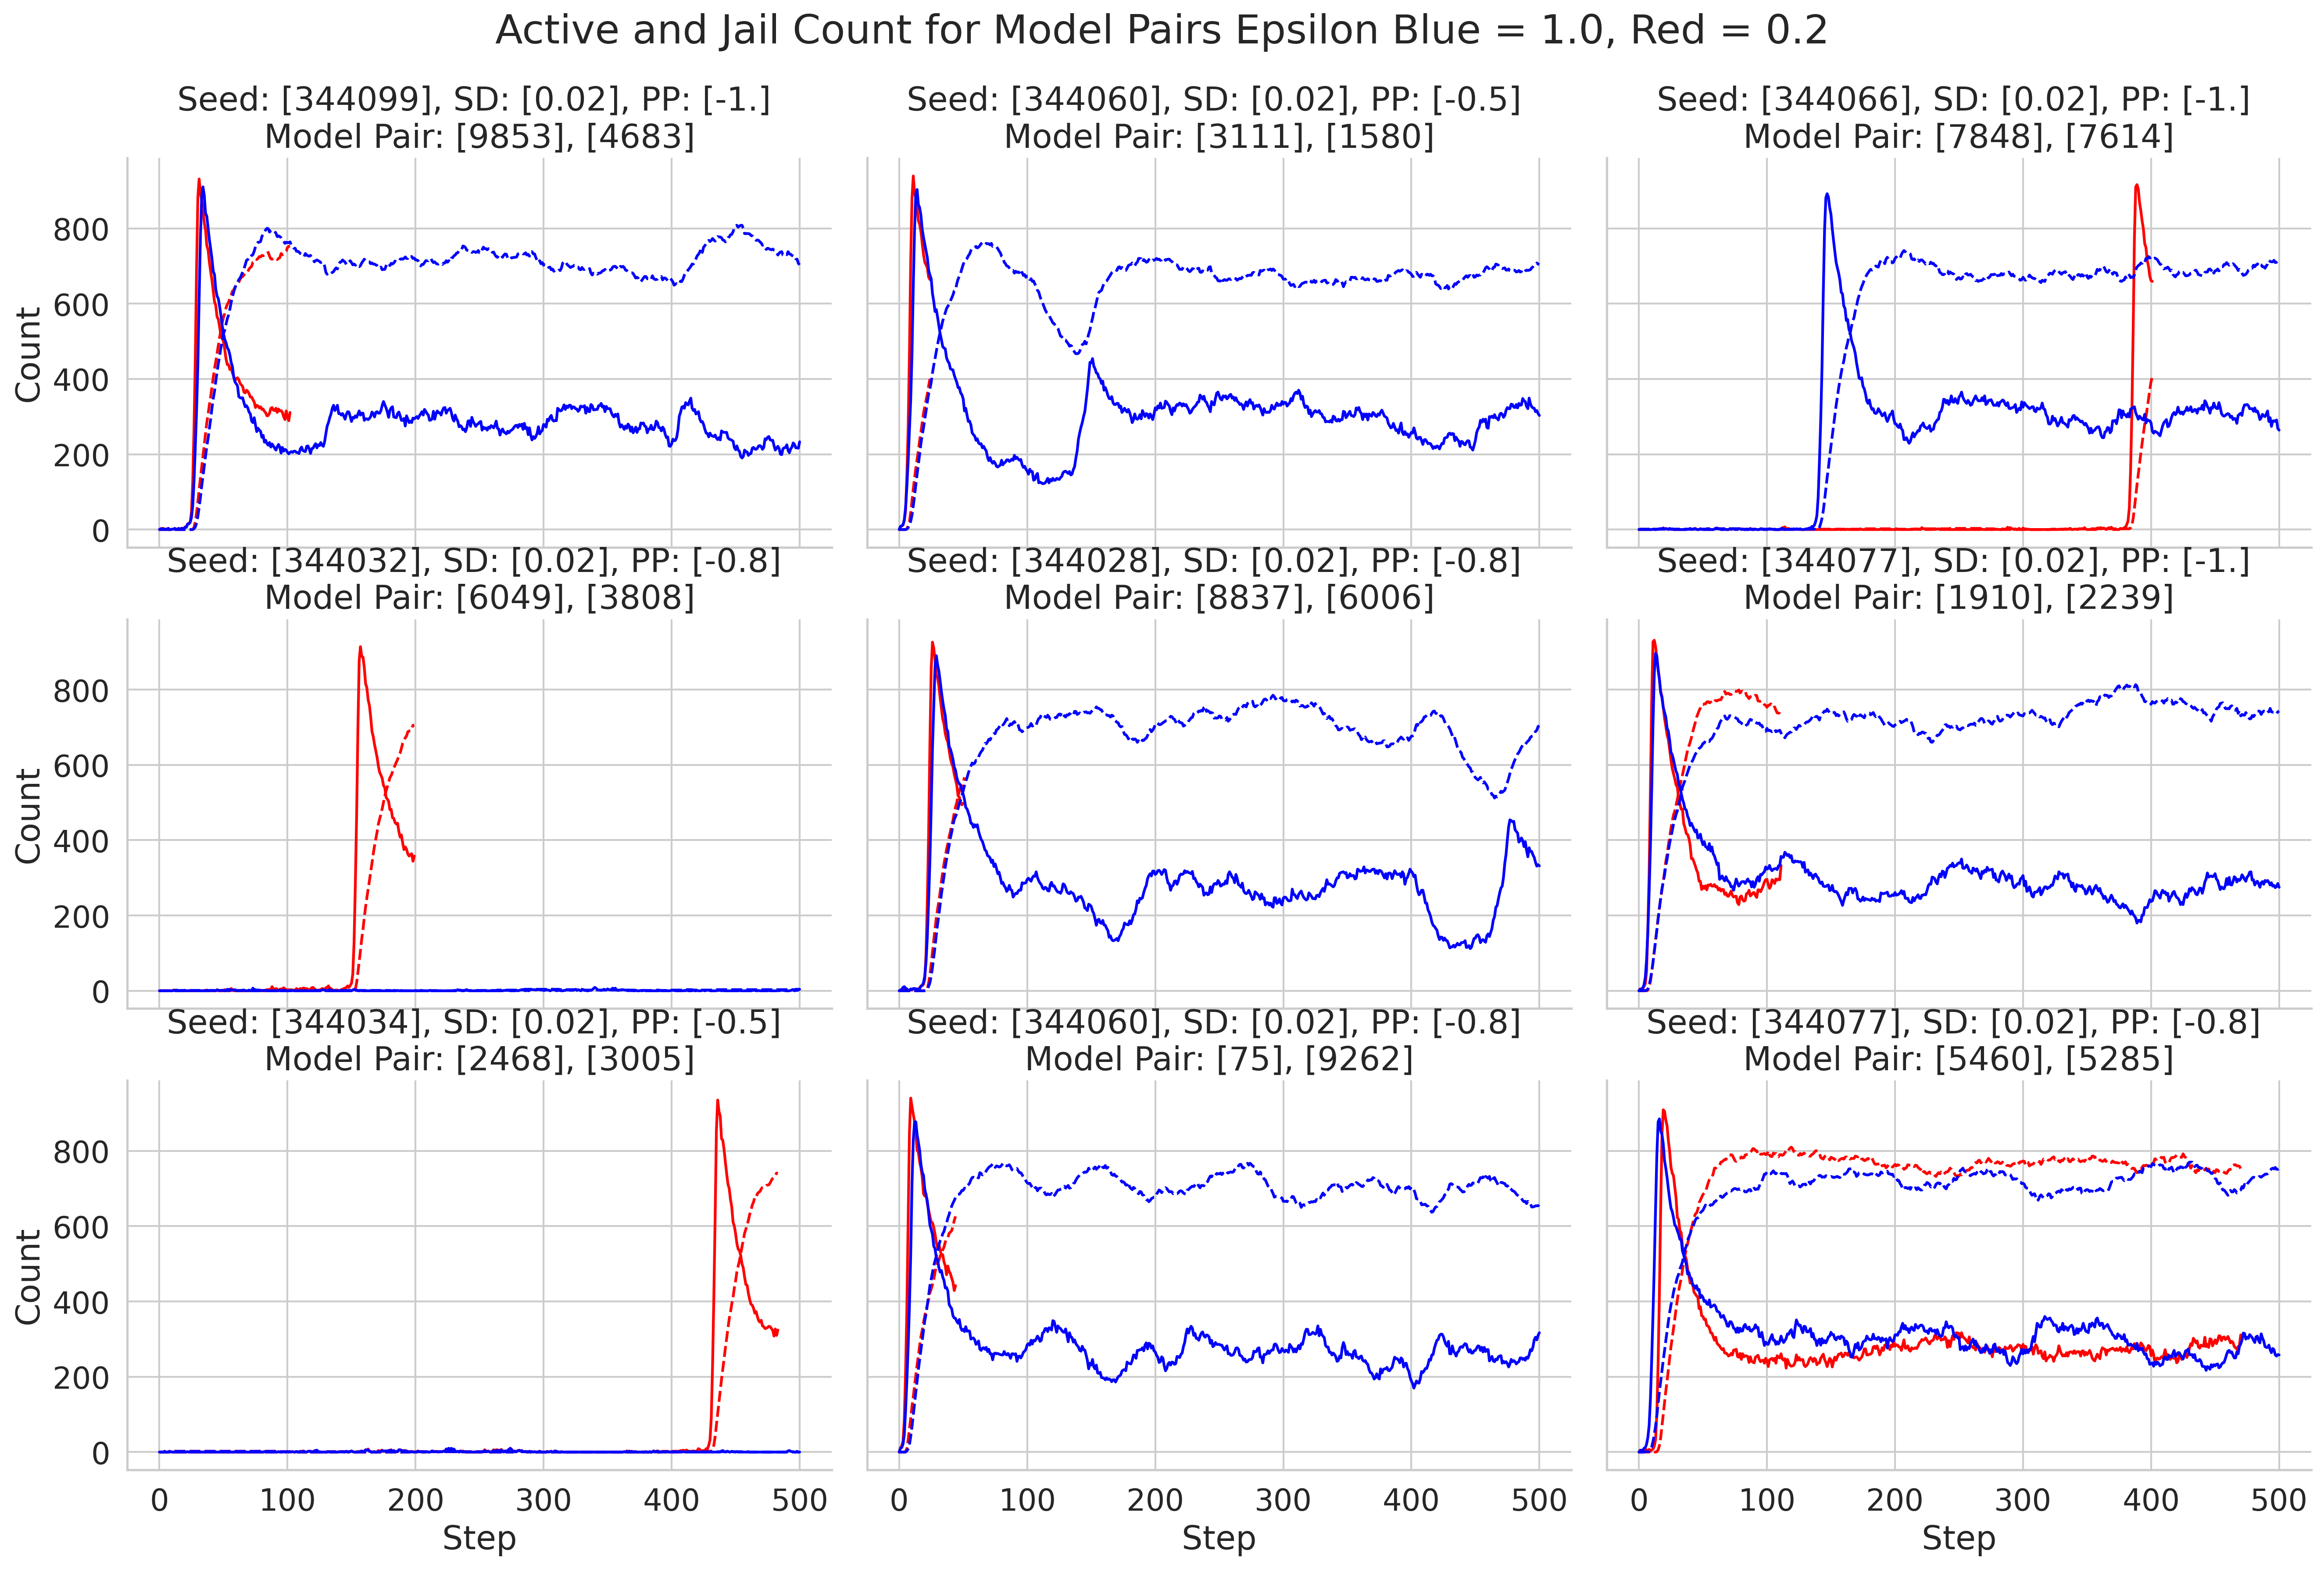 Active and Jail Count for Model Pairs Epsilon Blue = 1.0, Red = 0.2
Seed: [344099], SD: [0.02], PP: [-1.]
Model Pair: [9853], [4683]
Seed: [344060], SD: [0.02], PP: [-0.5]
Model Pair: [3111], [1580]
Seed: [344066], SD: [0.02], PP: [-1.]
Model Pair: [7848], [7614]
800
600
400
200
0
Count
Seed: [344032], SD: [0.02], PP: [-0.8]
Model Pair: [6049], [3808]
Seed: [344028], SD: [0.02], PP: [-0.8]
Model Pair: [8837], [6006]
Seed: [344077], SD: [0.02], PP: [-1.]
Model Pair: [1910], [2239]
800
600
400
200
0
Count
Seed: [344034], SD: [0.02], PP: [-0.5]
Model Pair: [2468], [3005]
Seed: [344060], SD: [0.02], PP: [-0.8]
Model Pair: [75], [9262]
Seed: [344077], SD: [0.02], PP: [-0.8]
Model Pair: [5460], [5285]
800
600
400
200
0
Count
0 100 200 300 400 500
Step
0 100 200 300 400 500
Step
0 100 200 300 400 500
Step